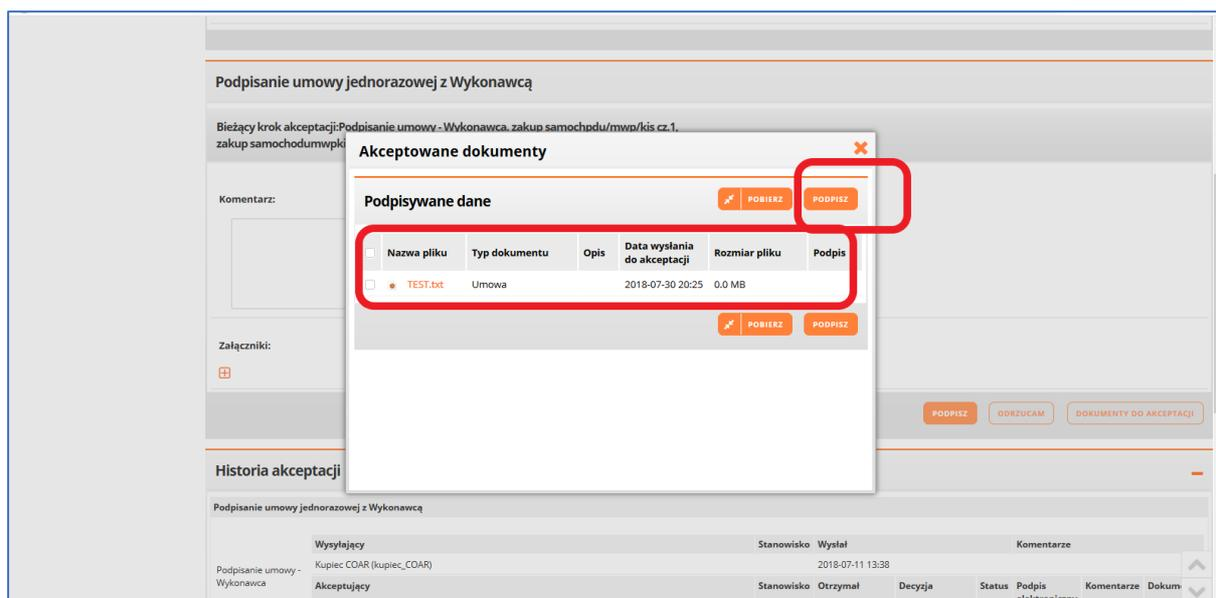 Podpisanie umowy jednorazowej z Wykonawcą
Bieżący krok akceptacji:Podpisanie umowy - Wykonawca. zakup samochpdu/mwp/kis cz.1,
zakup samochodumwpki
Akceptowane dokumenty
Komentarz:
Podpisywane dane
POBIERZ
PODPISZ
Nazwa pliku Typ dokumentu Opis Data wysłania do akceptacji Rozmiar pliku Podpis
TEST.txt Umowa 2018-07-30 20:25 0.0 MB
POBIERZ
PODPISZ
Załączniki:
PODPISZ
ODRZUCAM
DOKUMENTY DO AKCEPTACJI
Historia akceptacji
Podpisanie umowy jednorazowej z Wykonawcą
Wysyłający Stanowisko Wysłał Komentarze
Podpisanie umowy - Wykonawca
Kupiec COAR (kupiec_COAR) 2018-07-11 13:38
Akceptujący Stanowisko Otrzymał Decyzja Status Podpis Komentarze Dokum